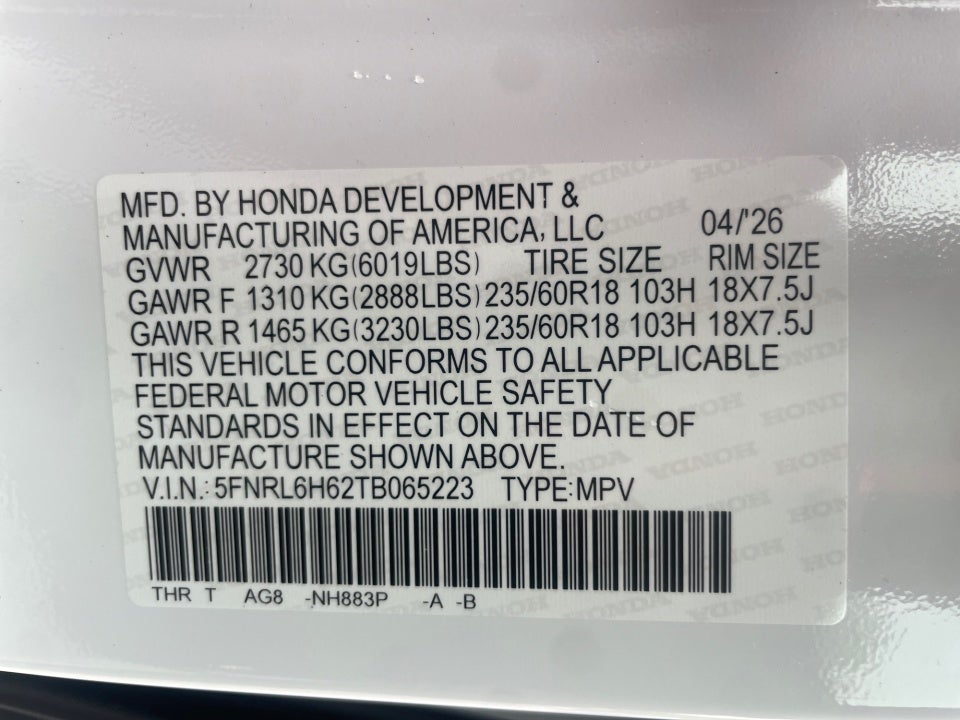 MFD. BY HONDA DEVELOPMENT &
MANUFACTURING OF AMERICA, LLC 04/'26
GVWR 2730 KG(6019LBS) TIRE SIZE RIM SIZE
GAWR F 1310 KG(2888LBS) 235/60R18 103H 18X7.5J
GAWR R 1465 KG(3230LBS) 235/60R18 103H 18X7.5J
THIS VEHICLE CONFORMS TO ALL APPLICABLE
FEDERAL MOTOR VEHICLE SAFETY
STANDARDS IN EFFECT ON THE DATE OF
MANUFACTURE SHOWN ABOVE.
V.I.N.: 5FNRL6H62TB065223 TYPE:MPV
THR T AG8 -NH883P -A -B